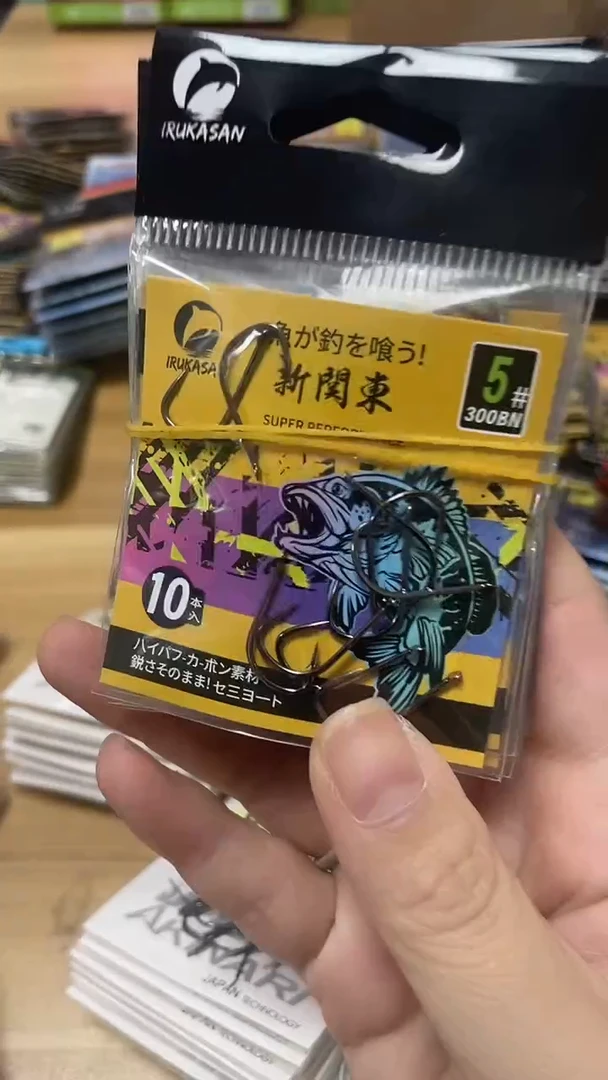 IRUKASAN
IRUKASA
魚が釣を喰う!
新関東
5#
300BN
SUPER PERFO
10本入
ハイパフ-カ-ボン素材
鋭さそのまま!セミヨート
JAPAN TECHNOLOGY